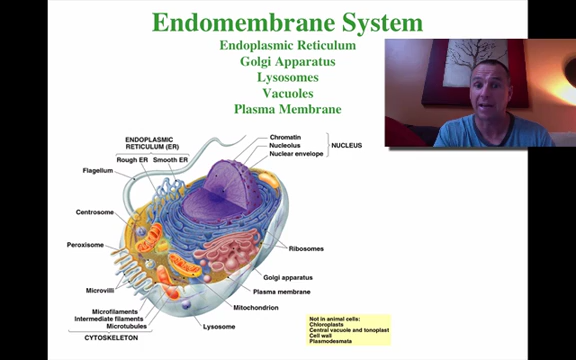 Endomembrane System
Endoplasmic Reticulum
Golgi Apparatus
Lysosomes
Vacuoles
Plasma Membrane
ENDOPLASMIC
RETICULUM (ER)
Rough ER
Smooth ER
Flagellum
Centrosome
Peroxisome
Microvilli
Microfilaments
Intermediate filaments
Microtubules
CYTOSKELETON
Chromatin
Nucleolus
Nuclear envelope
NUCLEUS
Ribosomes
Golgi apparatus
Plasma membrane
Mitochondrion
Lysosome
Not in animal cells:
Chloroplasts
Central vacuole and tonoplast
Cell wall
Plasmodesmata